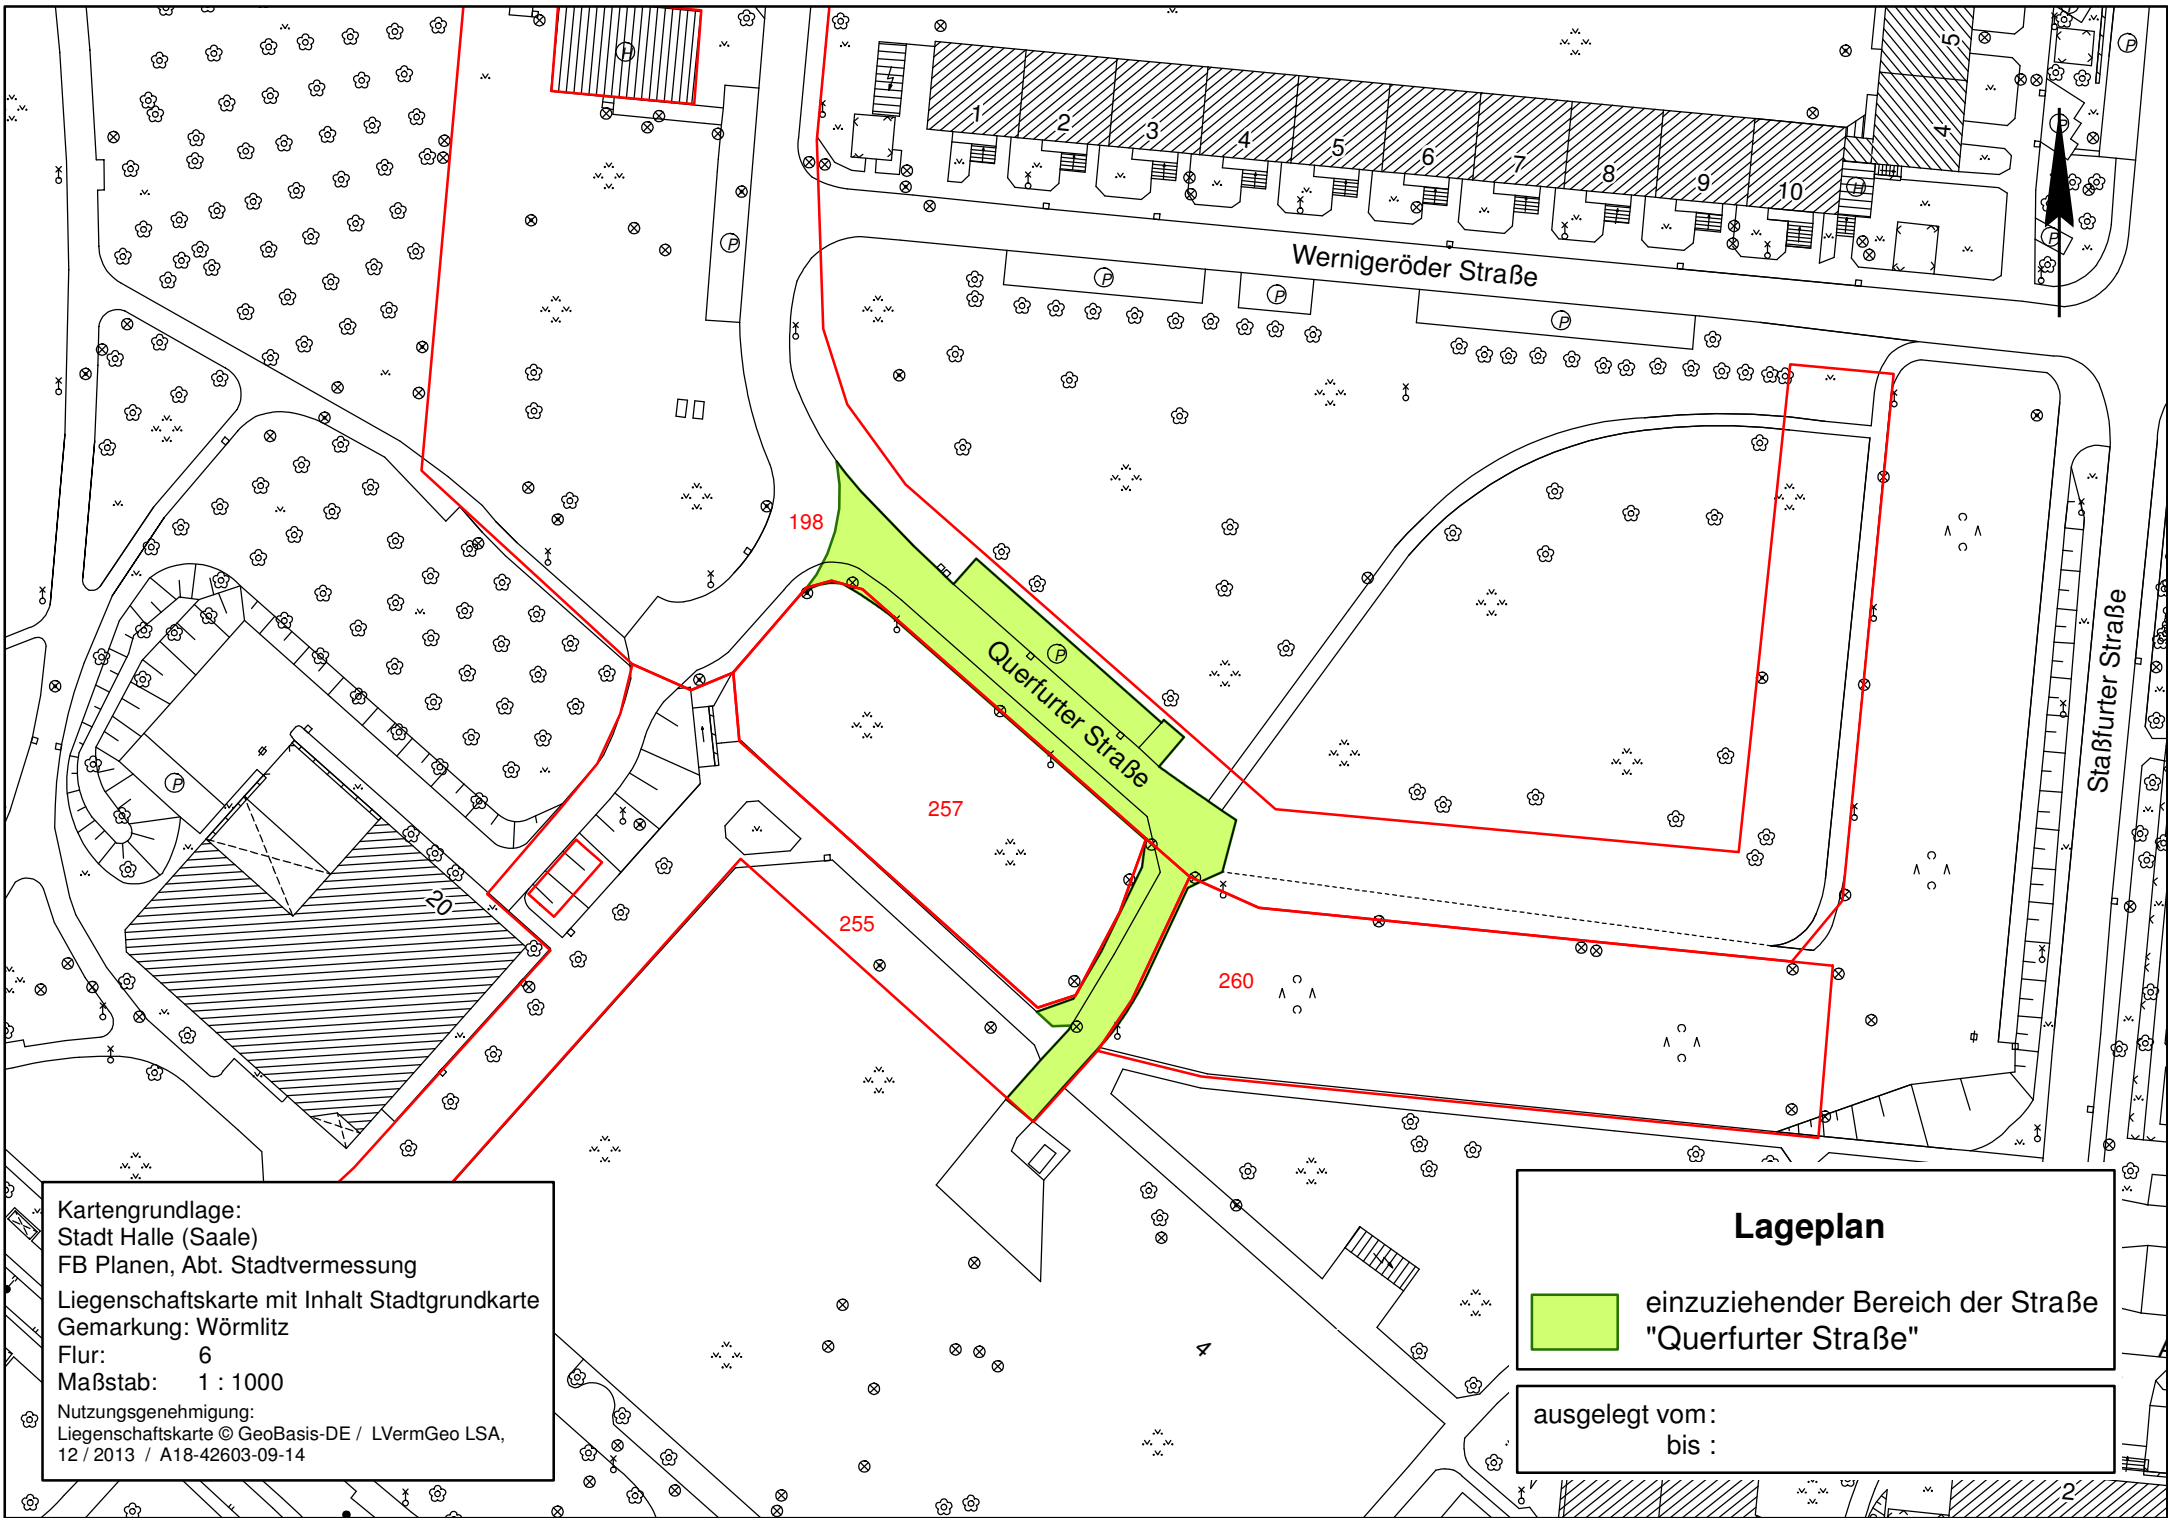 5
P
H
1
2
3
4
5
6
7
8
9
10
4
P
H
P
P
Wernigeröder Straße
P
P
P
198
Querfurter Straße
P
Staßfurter Straße
P
257
20
255
260
Kartengrundlage:
Stadt Halle (Saale)
FB Planen, Abt. Stadtvermessung
Liegenschaftskarte mit Inhalt Stadtgrundkarte
Gemarkung: Wörmlitz
Flur: 6
Maßstab: 1 : 1000
Nutzungsgenehmigung:
Liegenschaftskarte © GeoBasis-DE / LVermGeo LSA,
12 / 2013 / A18-42603-09-14
4
Lageplan
einzuziehender Bereich der Straße
"Querfurter Straße"
ausgelegt vom:
bis :
2